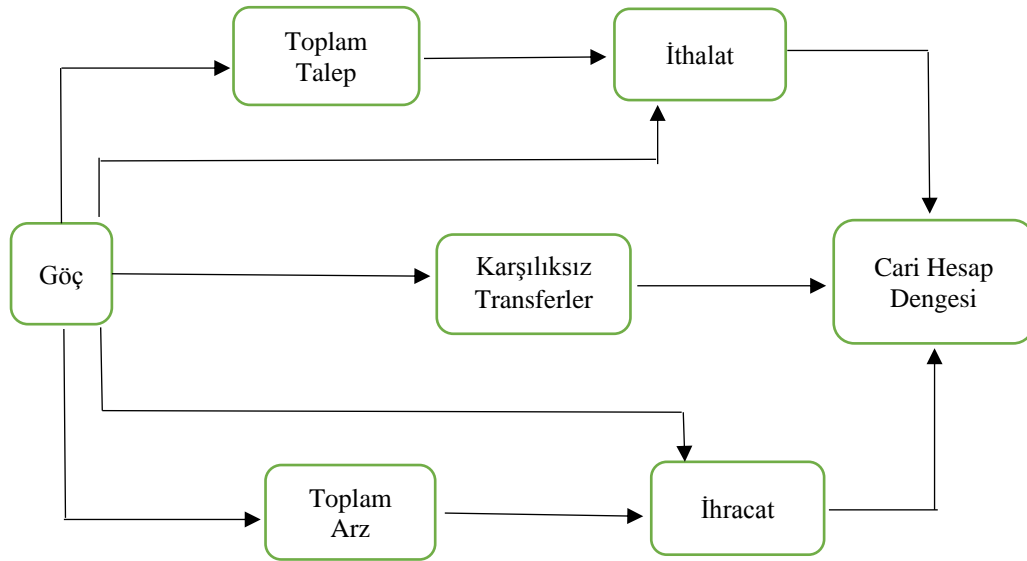 Toplam
Talep
İthalat
Göç
Karşılıksız
Transferler
Cari Hesap
Dengesi
Toplam
Arz
İhracat